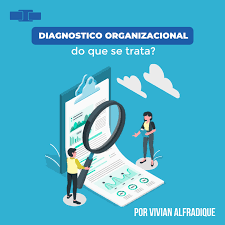 DIAGNOSTICO ORGANIZACIONAL
do que se trata?
POR VIVIAN ALFRADIQUE